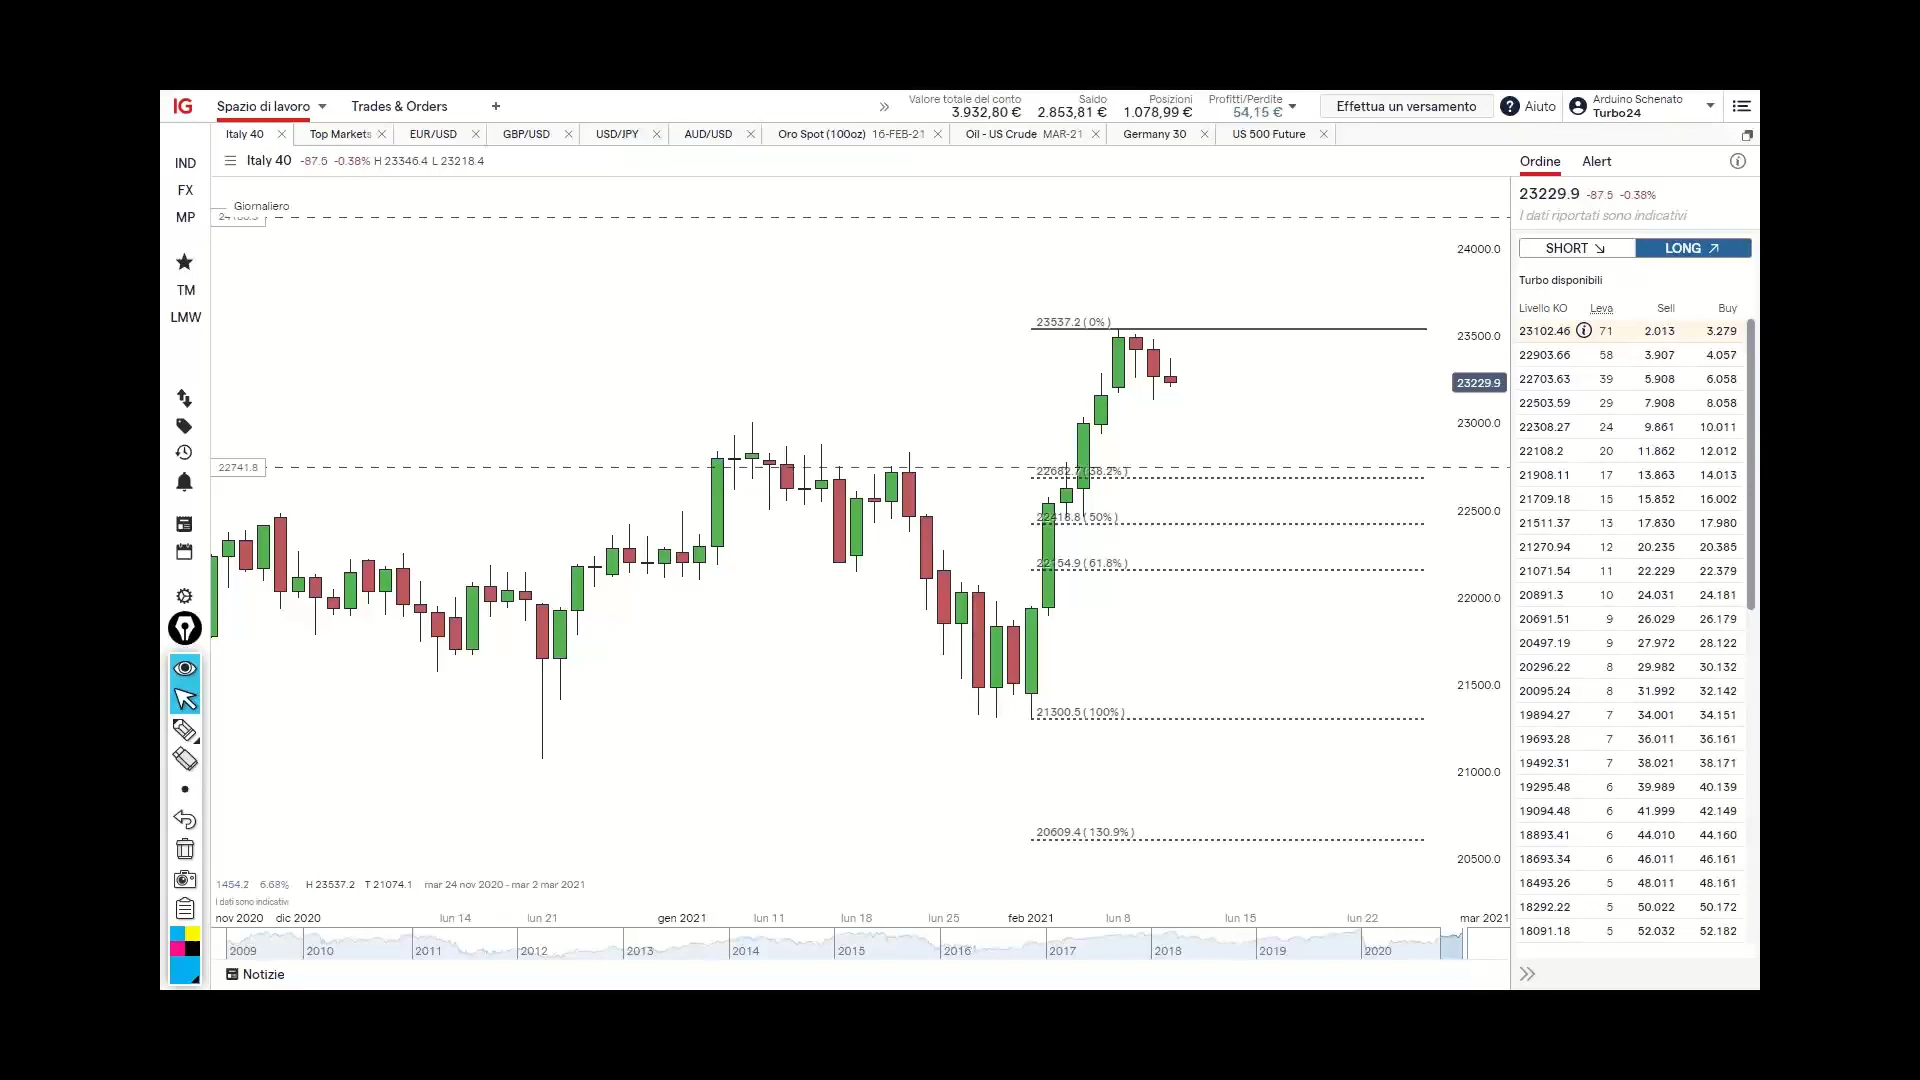 IG Spazio di lavoro Trades & Orders +
Valore totale del conto 3.932,80 € Saldo 2.853,81 € Posizioni 1.078,99 € Profitti/Perdite 54,15 €
Effettua un versamento ? Aiuto Arduino Schenato Turbo24
Italy 40 Top Markets EUR/USD GBP/USD USD/JPY AUD/USD Oro Spot (100oz) 16-FEB-21 Oil - US Crude MAR-21 Germany 30 US 500 Future
IND
FX
MP
TM
LMW
Italy 40 -87.5 -0.38% H 23346.4 L 23218.4
Giornaliero
24000.0
23537.2 ( 0% )
23500.0
23229.9
23000.0
22741.8
22682.7 ( 38.2% )
22418.8 ( 50% )
22500.0
22154.9 ( 61.8% )
22000.0
21500.0
21300.5 ( 100% )
21000.0
20609.4 ( 130.9% )
20500.0
1454.2 6.68% H 23537.2 T 21074.1 mar 24 nov 2020 - mar 2 mar 2021
I dati sono indicativi
nov 2020 dic 2020 lun 14 lun 21 gen 2021 lun 11 lun 18 lun 25 feb 2021 lun 8 lun 15 lun 22 mar 2021
2009 2010 2011 2012 2013 2014 2015 2016 2017 2018 2019 2020
Notizie
Ordine Alert
23229.9 -87.5 -0.38%
I dati riportati sono indicativi
SHORT LONG
Turbo disponibili
Livello KO Leva Sell Buy
23102.46 71 2.013 3.279
22903.66 58 3.907 4.057
22703.63 39 5.908 6.058
22503.59 29 7.908 8.058
22308.27 24 9.861 10.011
22108.2 20 11.862 12.012
21908.11 17 13.863 14.013
21709.18 15 15.852 16.002
21511.37 13 17.830 17.980
21270.94 12 20.235 20.385
21071.54 11 22.229 22.379
20891.3 10 24.031 24.181
20691.51 9 26.029 26.179
20497.19 9 27.972 28.122
20296.22 8 29.982 30.132
20095.24 8 31.992 32.142
19894.27 7 34.001 34.151
19693.28 7 36.011 36.161
19492.31 7 38.021 38.171
19295.48 6 39.989 40.139
19094.48 6 41.999 42.149
18893.41 6 44.010 44.160
18693.34 6 46.011 46.161
18493.26 5 48.011 48.161
18292.22 5 50.022 50.172
18091.18 5 52.032 52.182